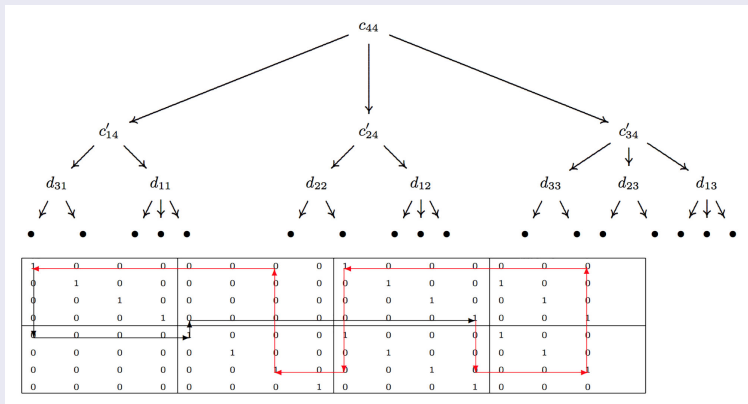 c₄₄
c′₁₄ c′₂₄ c′₃₄
d₃₁ d₁₁ d₂₂ d₁₂ d₃₃ d₂₃ d₁₃
1 0 0 0 0 0 0 0 1 0 0 0 0 0 0
0 1 0 0 0 0 0 0 0 1 0 0 1 0 0
0 0 1 0 0 0 0 0 0 0 1 0 0 1 0
0 0 0 1 0 0 0 0 0 0 0 1 0 0 1
0 0 0 0 1 0 0 0 1 0 0 0 1 0 0
0 0 0 0 0 1 0 0 0 1 0 0 0 1 0
0 0 0 0 0 0 1 0 0 0 1 0 0 0 1
0 0 0 0 0 0 0 1 0 0 0 1 0 0 0